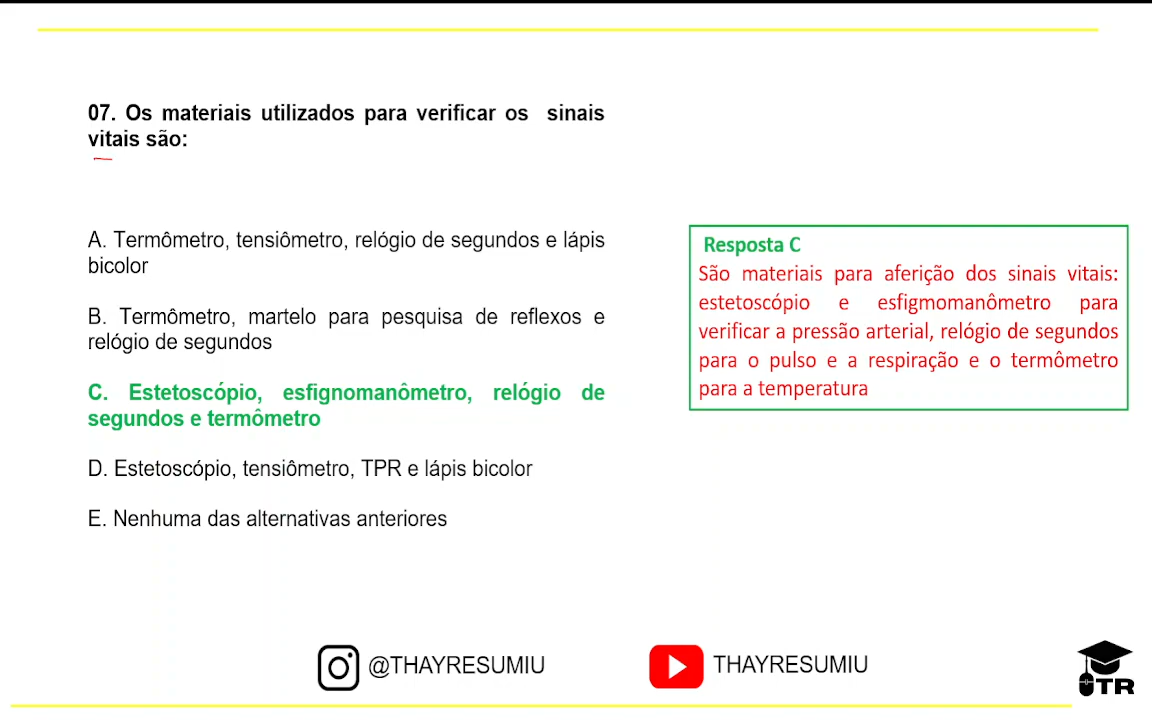 07. Os materiais utilizados para verificar os sinais
vitais são:
A. Termômetro, tensiômetro, relógio de segundos e lápis
bicolor
B. Termômetro, martelo para pesquisa de reflexos e
relógio de segundos
C. Estetoscópio, esfignomanômetro, relógio de
segundos e termômetro
D. Estetoscópio, tensiômetro, TPR e lápis bicolor
E. Nenhuma das alternativas anteriores
Resposta C
São materiais para aferição dos sinais vitais:
estetoscópio e esfigmomanômetro para
verificar a pressão arterial, relógio de segundos
para o pulso e a respiração e o termômetro
para a temperatura
@THAYRESUMIU
THAYRESUMIU
TR